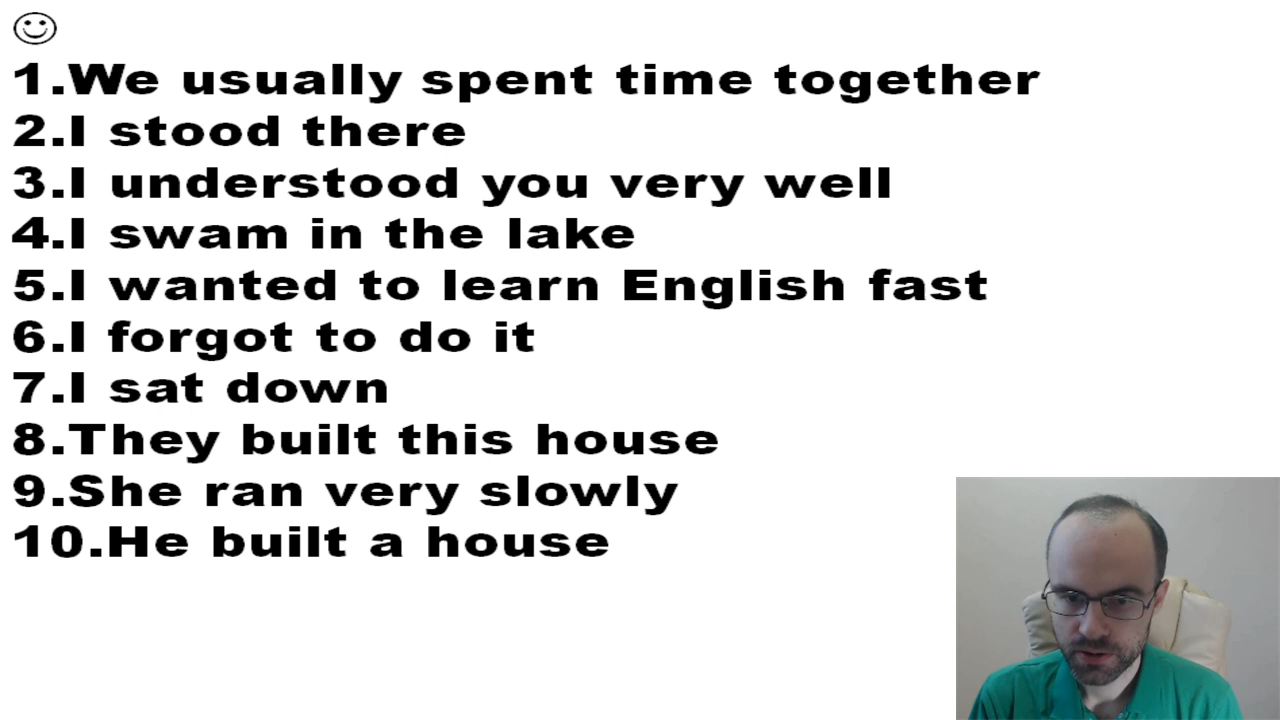 1.We usually spent time together
2.I stood there
3.I understood you very well
4.I swam in the lake
5.I wanted to learn English fast
6.I forgot to do it
7.I sat down
8.They built this house
9.She ran very slowly
10.He built a house